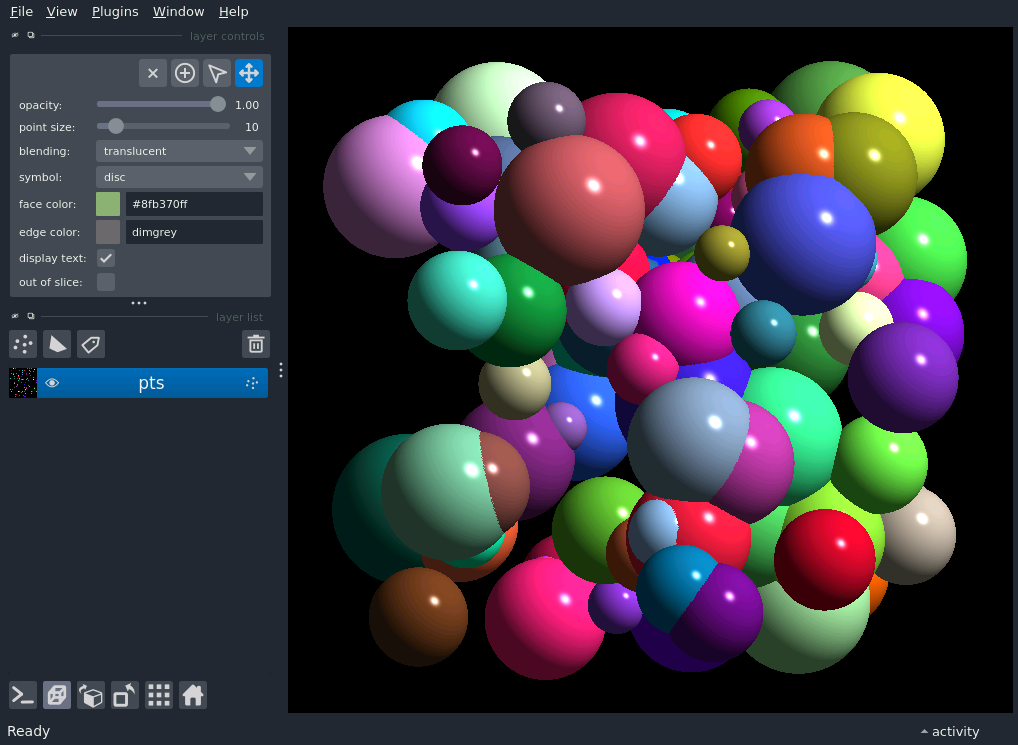 File View Plugins Window Help
layer controls
opacity: 1.00
point size: 10
blending: translucent
symbol: disc
face color: #8fb370ff
edge color: dimgrey
display text:
out of slice:
layer list
pts
Ready activity